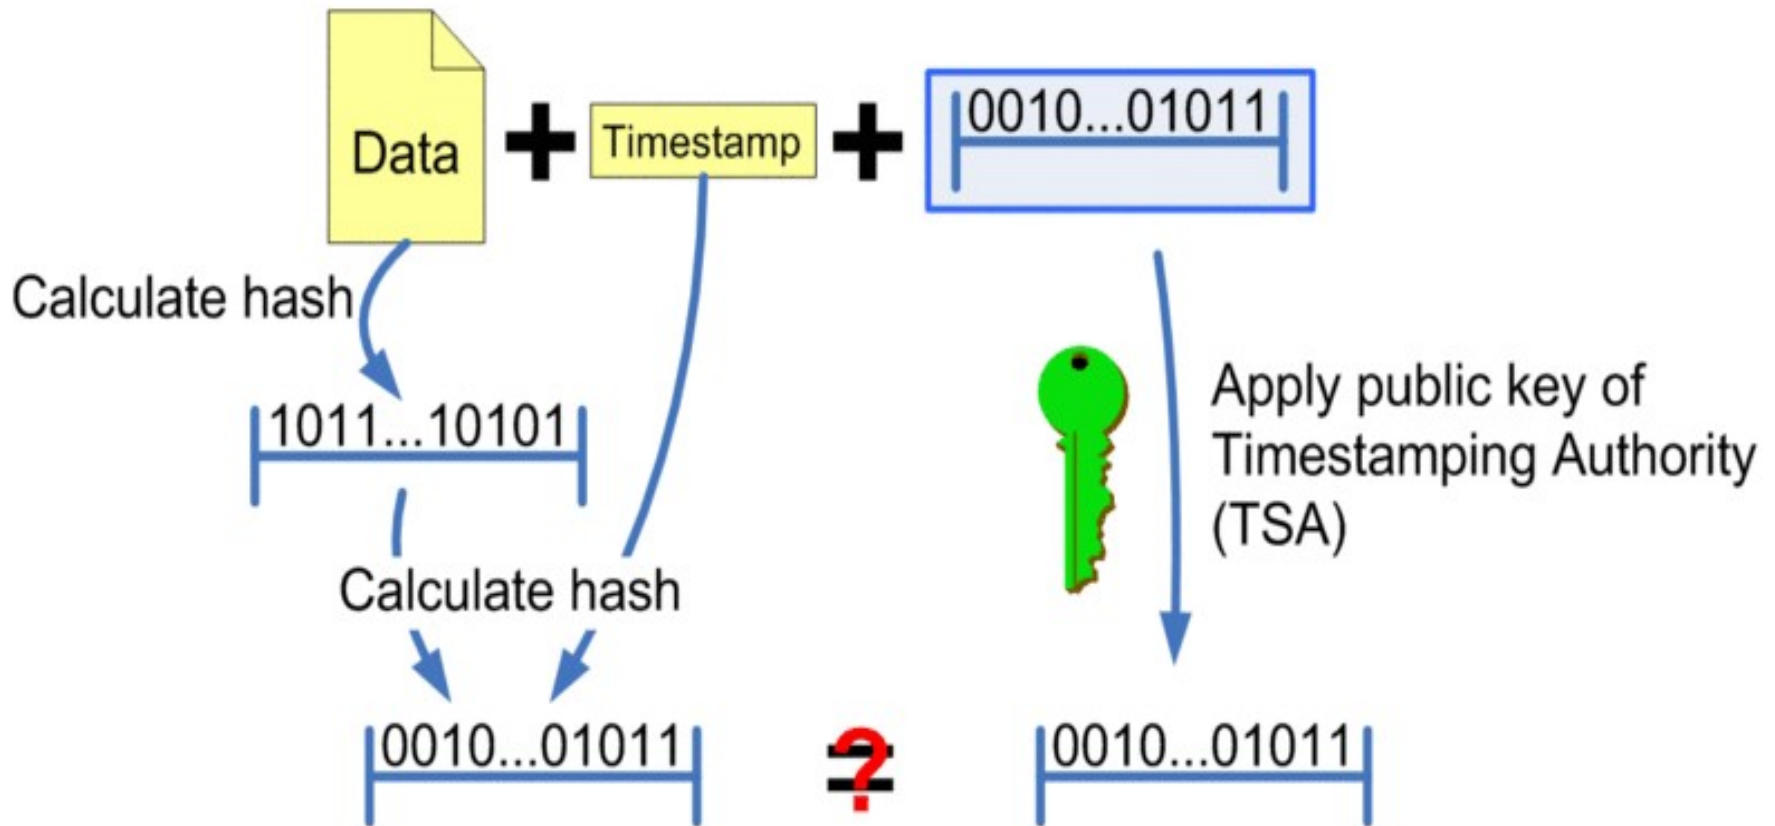 Data
Timestamp
0010...01011
Calculate hash
1011...10101
Apply public key of
Timestamping Authority
(TSA)
Calculate hash
0010...01011
?
=
0010...01011